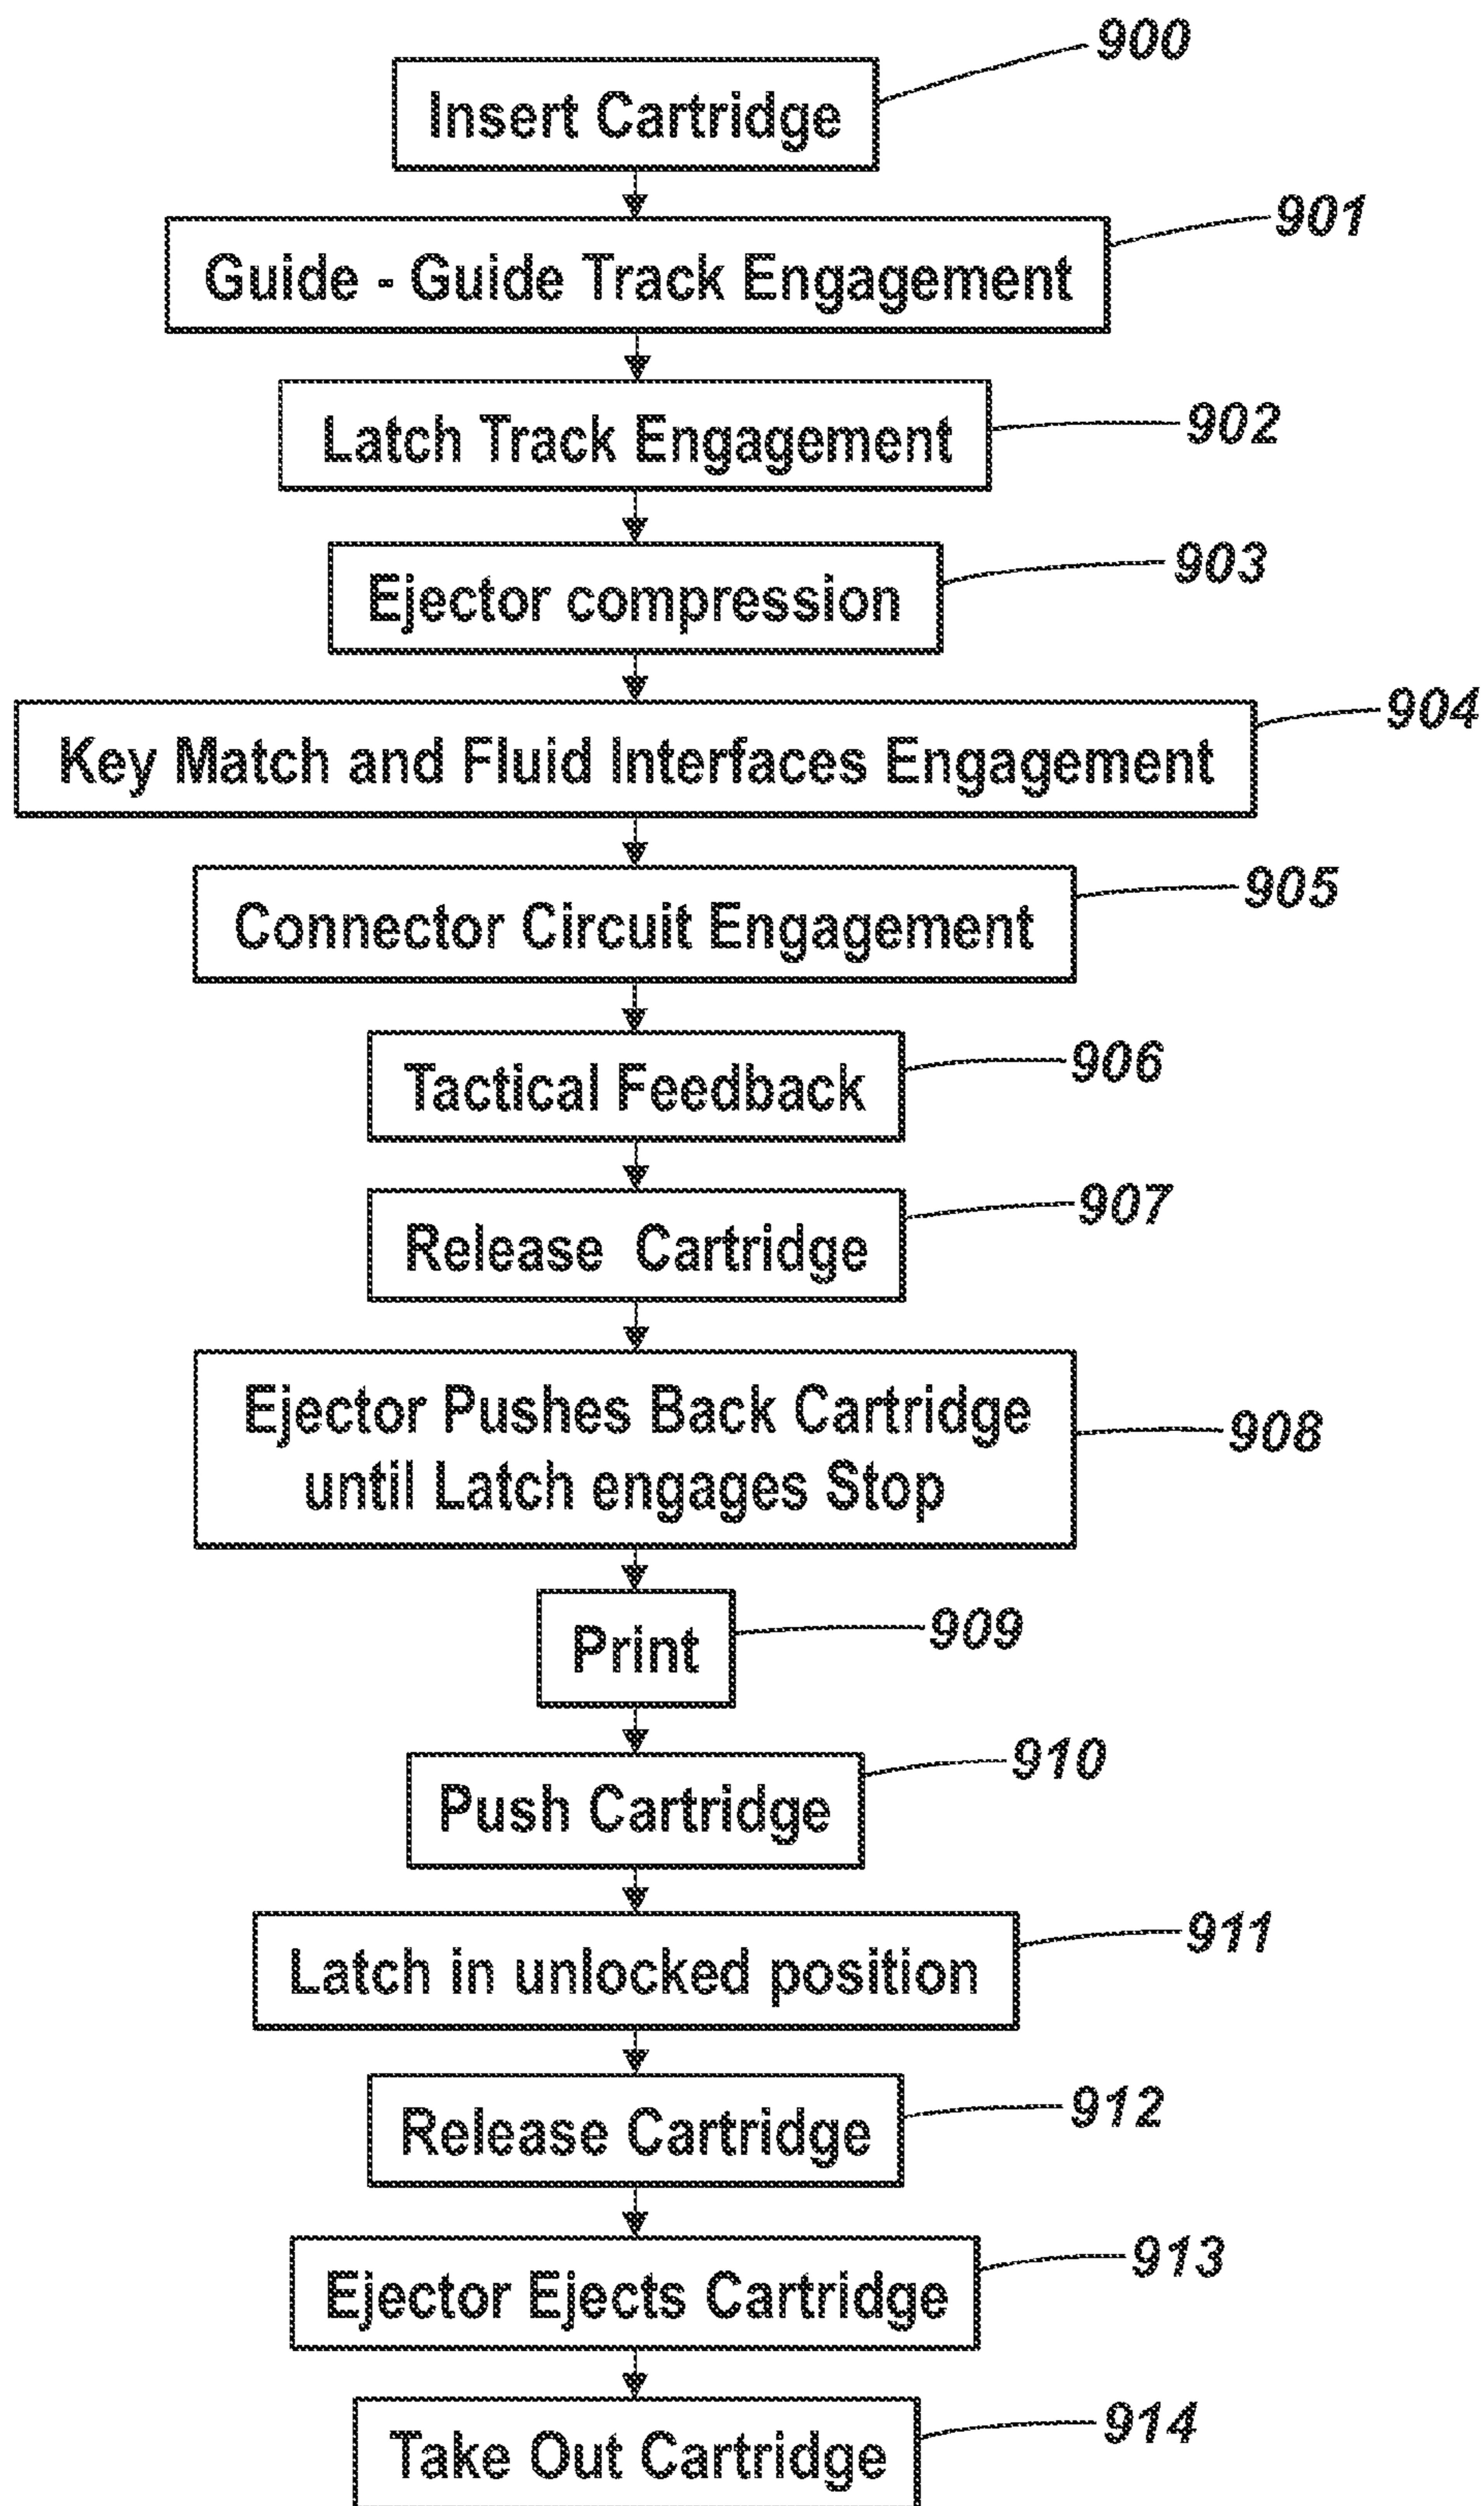 900
Insert Cartridge
901
Guide - Guide Track Engagement
902
Latch Track Engagement
903
Ejector compression
904
Key Match and Fluid Interfaces Engagement
905
Connector Circuit Engagement
906
Tactical Feedback
907
Release Cartridge
908
Ejector Pushes Back Cartridge
until Latch engages Stop
909
Print
910
Push Cartridge
911
Latch in unlocked position
912
Release Cartridge
913
Ejector Ejects Cartridge
914
Take Out Cartridge